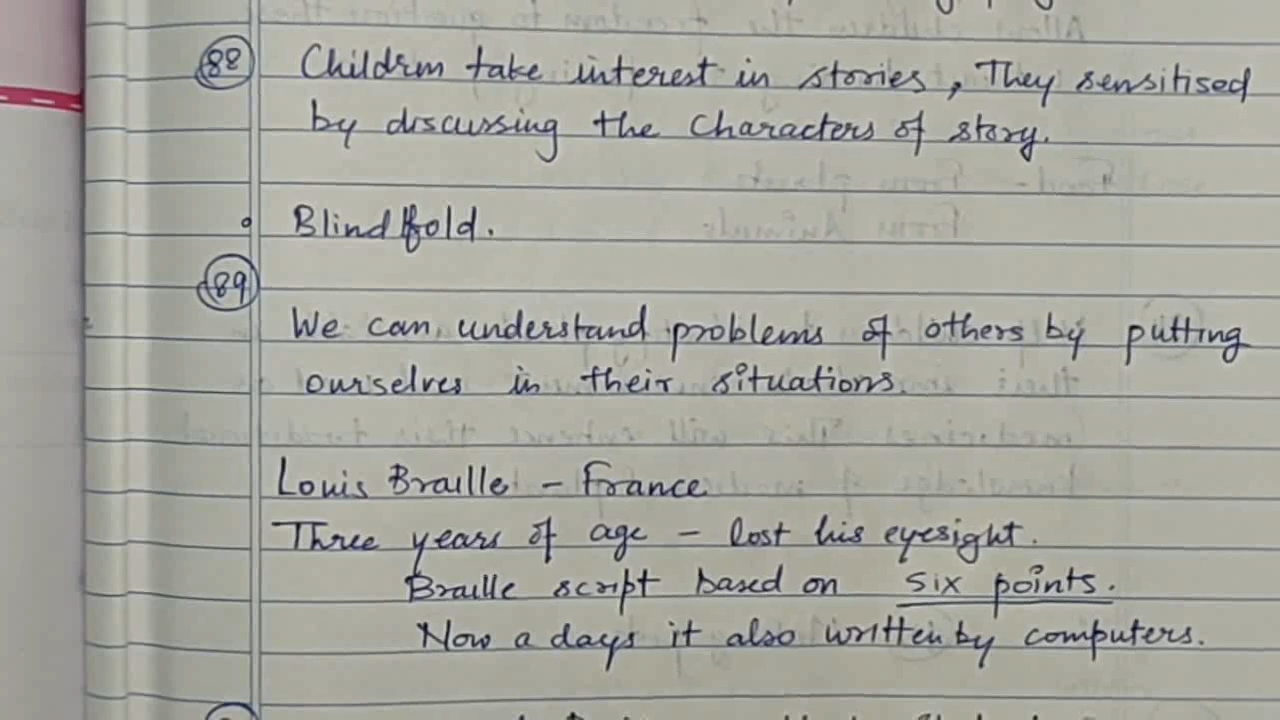 88 Children take interest in stories, They sensitised
by discussing the characters of story.
Blindfold.
89
We can understand problems of others by putting
ourselves in their situations.
Louis Braille - France
Three years of age - lost his eyesight.
Braille script based on six points.
Now a days it also written by computers.